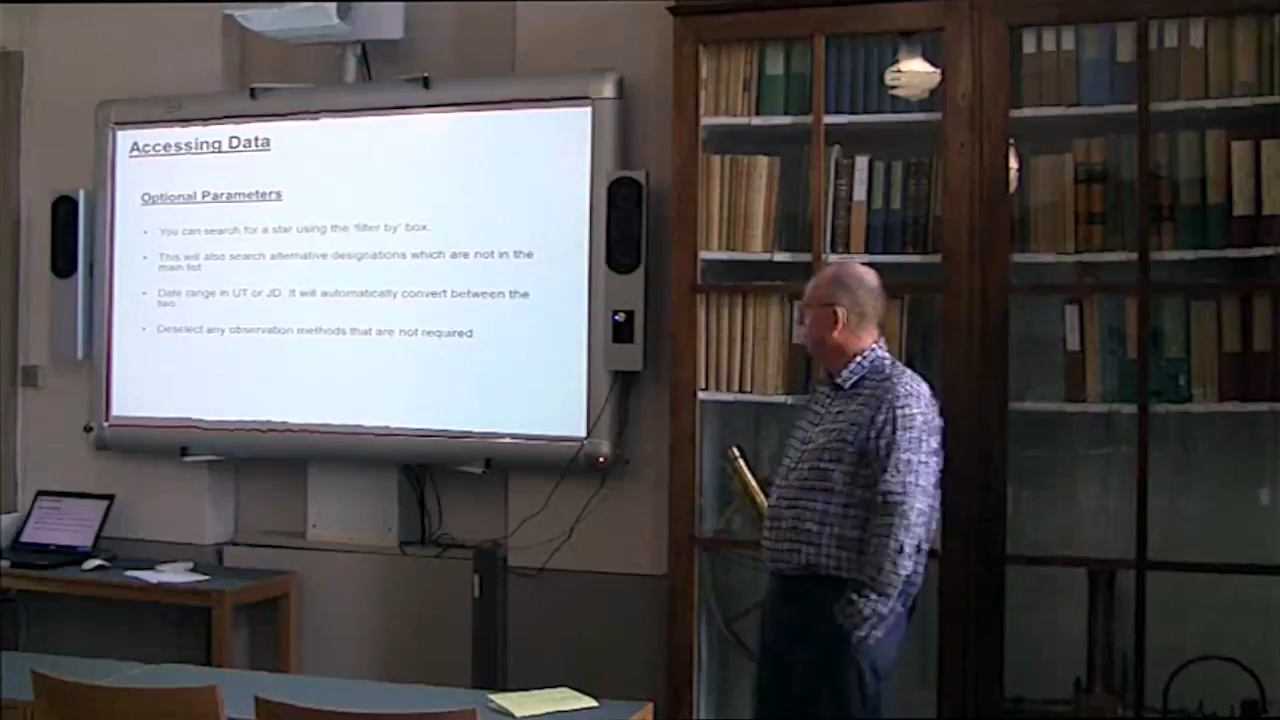 Accessing Data
Optional Parameters
• You can search for a star using the 'filter by' box.
• This will also search alternative designations which are not in the
main list
• Date range in UT or JD. It will automatically convert between the
two
• Deselect any observation methods that are not required